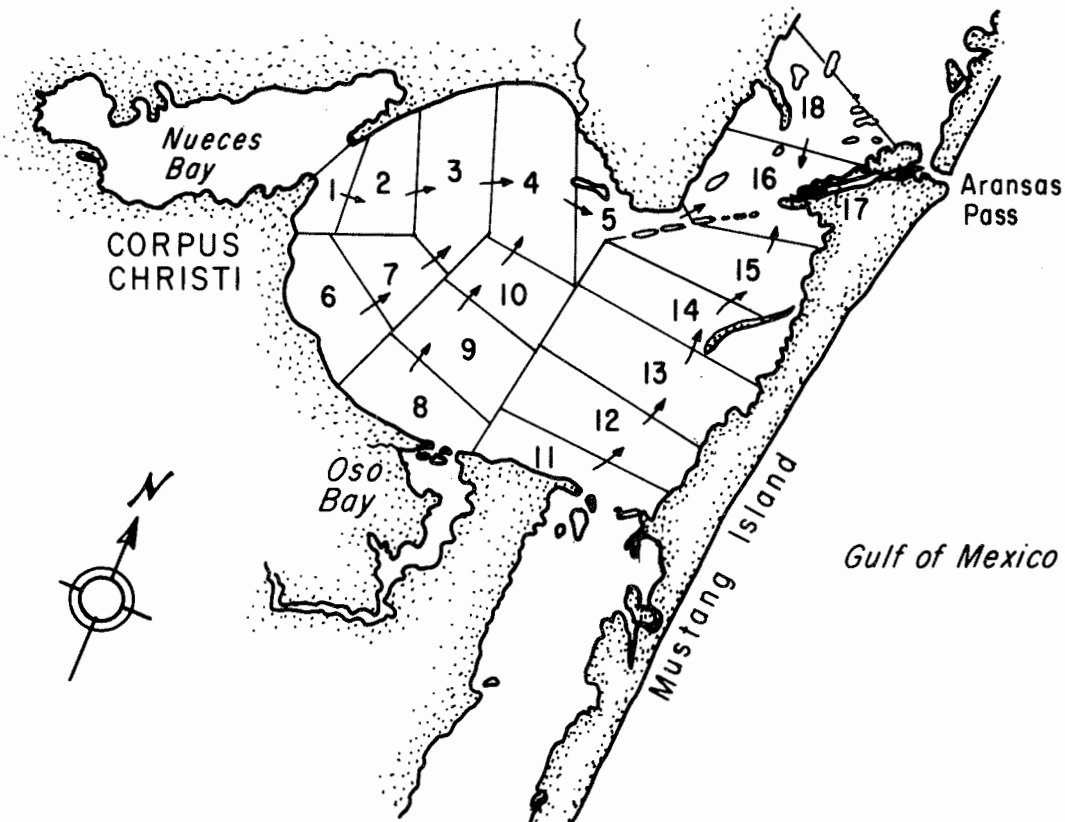 18
Nueces
Bay
1
2
3
4
5
16
17
Aransas
Pass
CORPUS
CHRISTI
6
7
10
15
14
9
13
8
12
11
Oso
Bay
N
Mustang Island
Gulf of Mexico